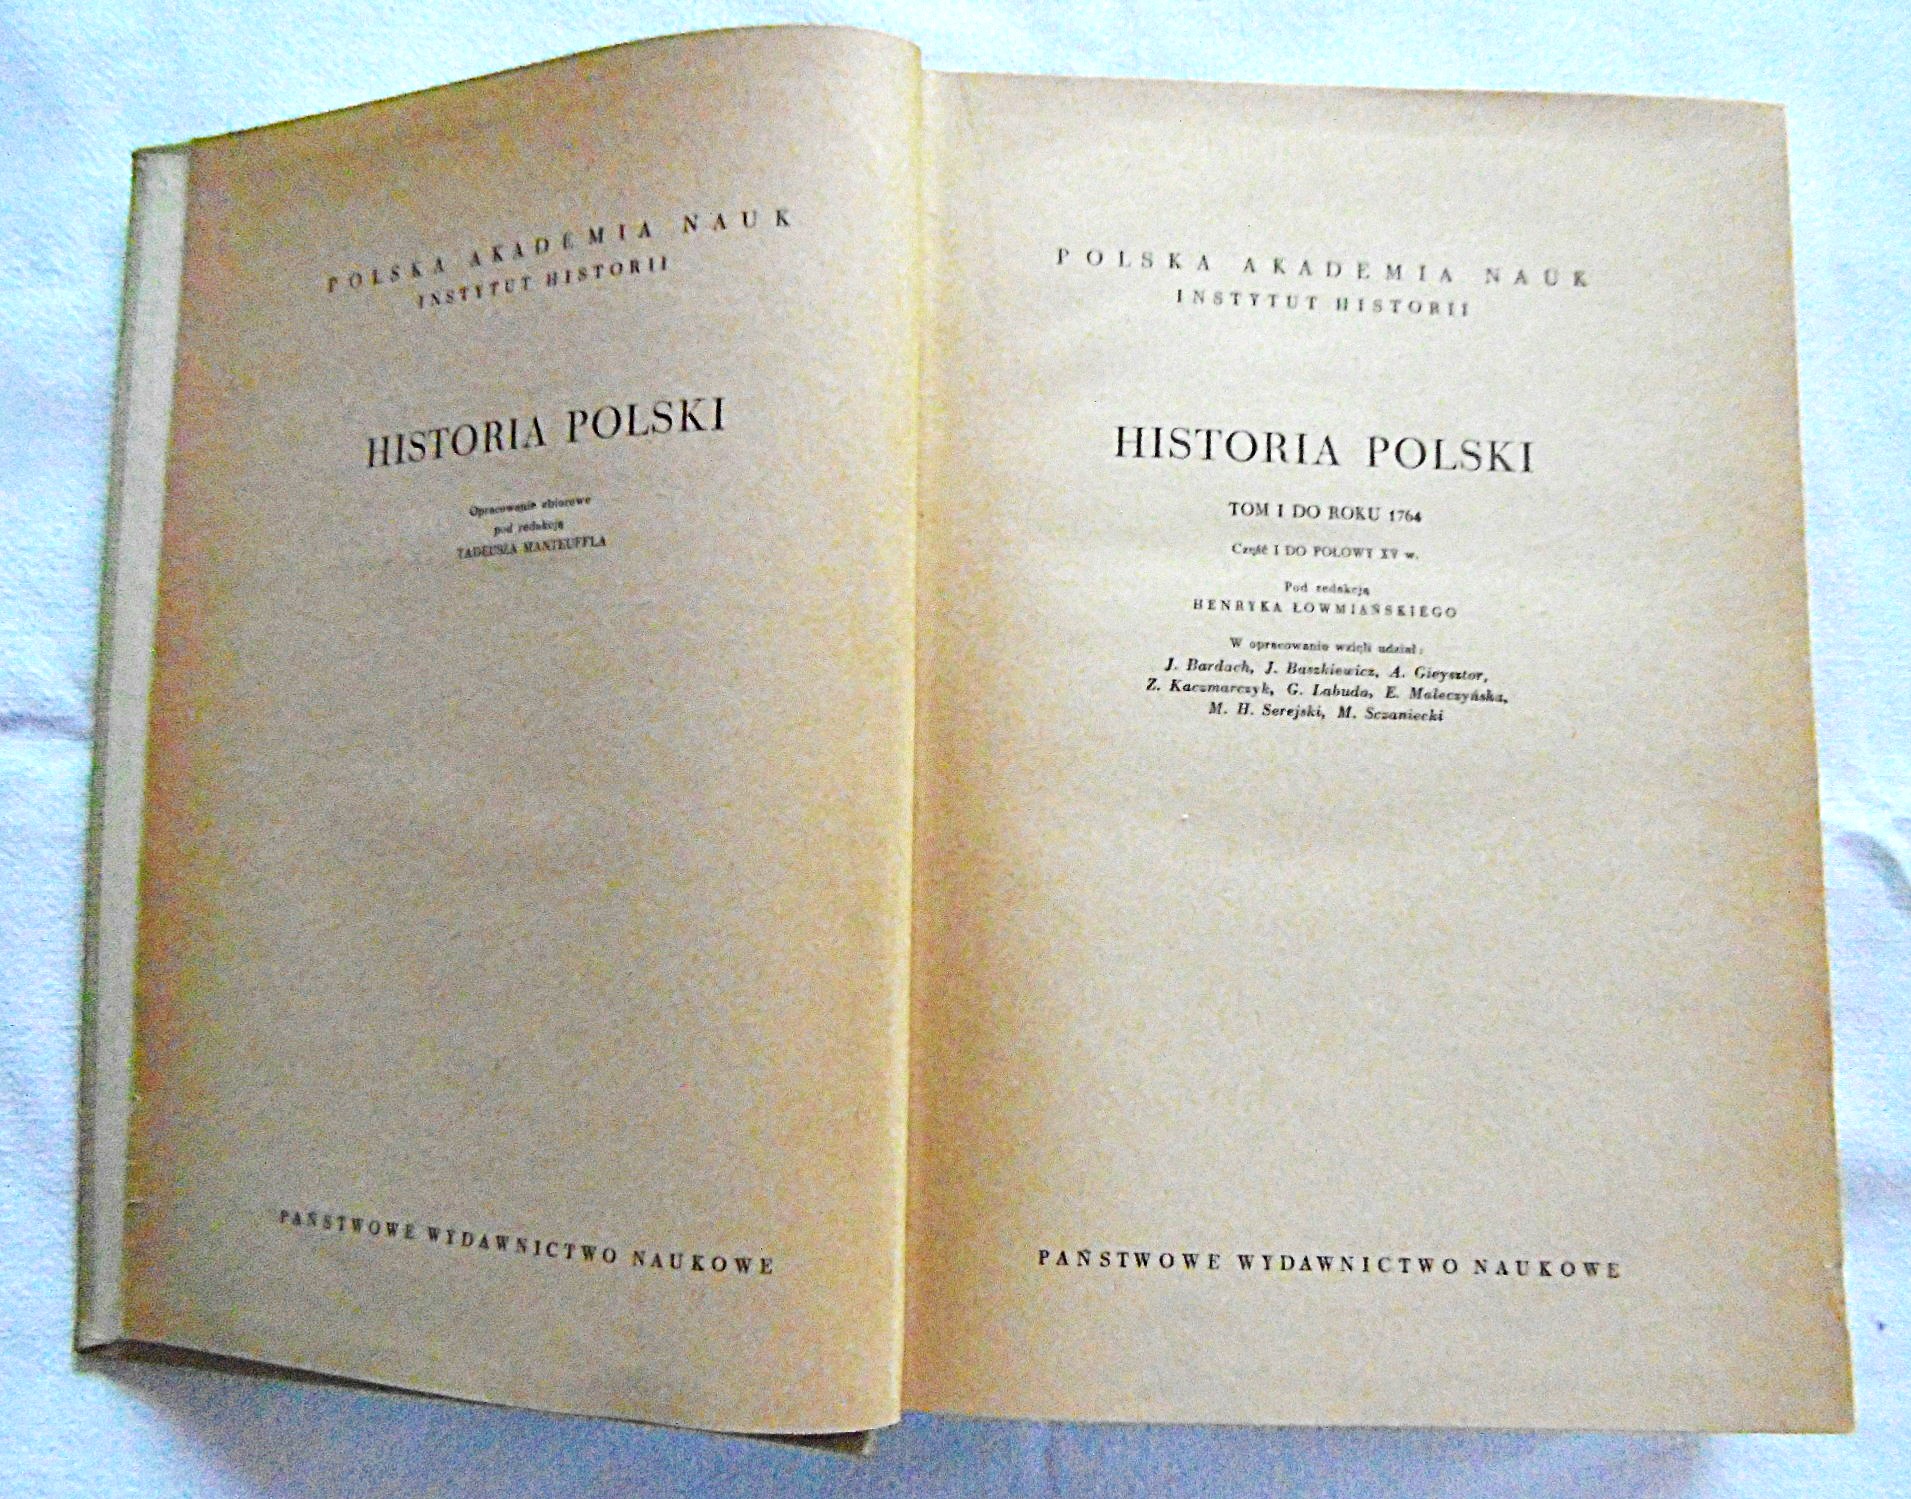 POLSKA AKADEMIA NAUK
INSTYTUT HISTORII
HISTORIA POLSKI
Opracowanie zbiorowe
pod redakcją
TADEUSZA MANTEUFFLA
PAŃSTWOWE WYDAWNICTWO NAUKOWE
POLSKA AKADEMIA NAUK
INSTYTUT HISTORII
HISTORIA POLSKI
TOM I DO ROKU 1764
Część I DO POŁOWY XV w.
Pod redakcją
HENRYKA ŁOWMIAŃSKIEGO
W opracowaniu wzięli udział:
J. Bardach, J. Baszkiewicz, A. Gieysztor,
Z. Kaczmarczyk, G. Labuda, E. Maleczyńska,
M. H. Serejski, M. Sczaniecki
PAŃSTWOWE WYDAWNICTWO NAUKOWE